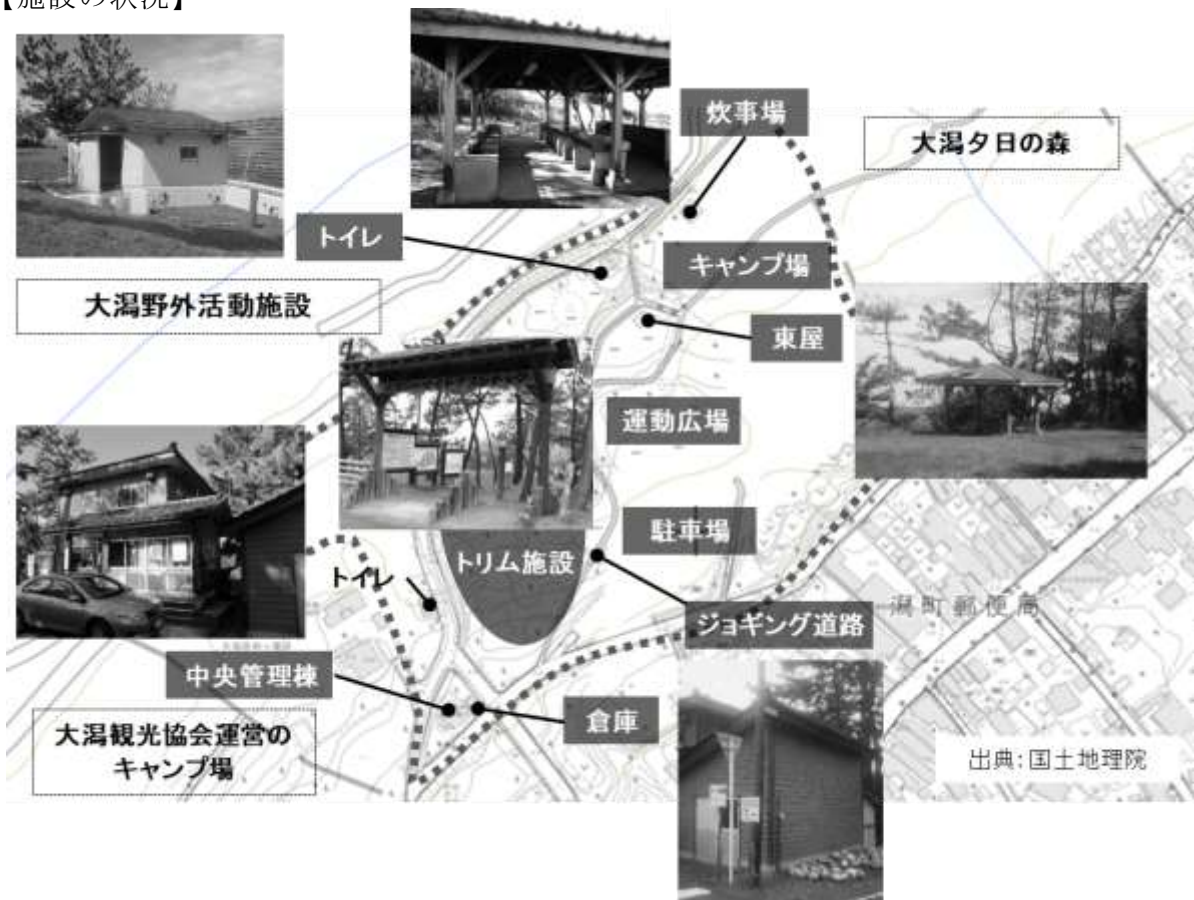 【施設の状況】
炊事場
大潟夕日の森
トイレ
キャンプ場
大潟野外活動施設
東屋
運動広場
駐車場
トリム施設
トイレ
潟町郵便局
ジョギング道路
中央管理棟
倉庫
大潟観光協会運営の
キャンプ場
出典:国土地理院